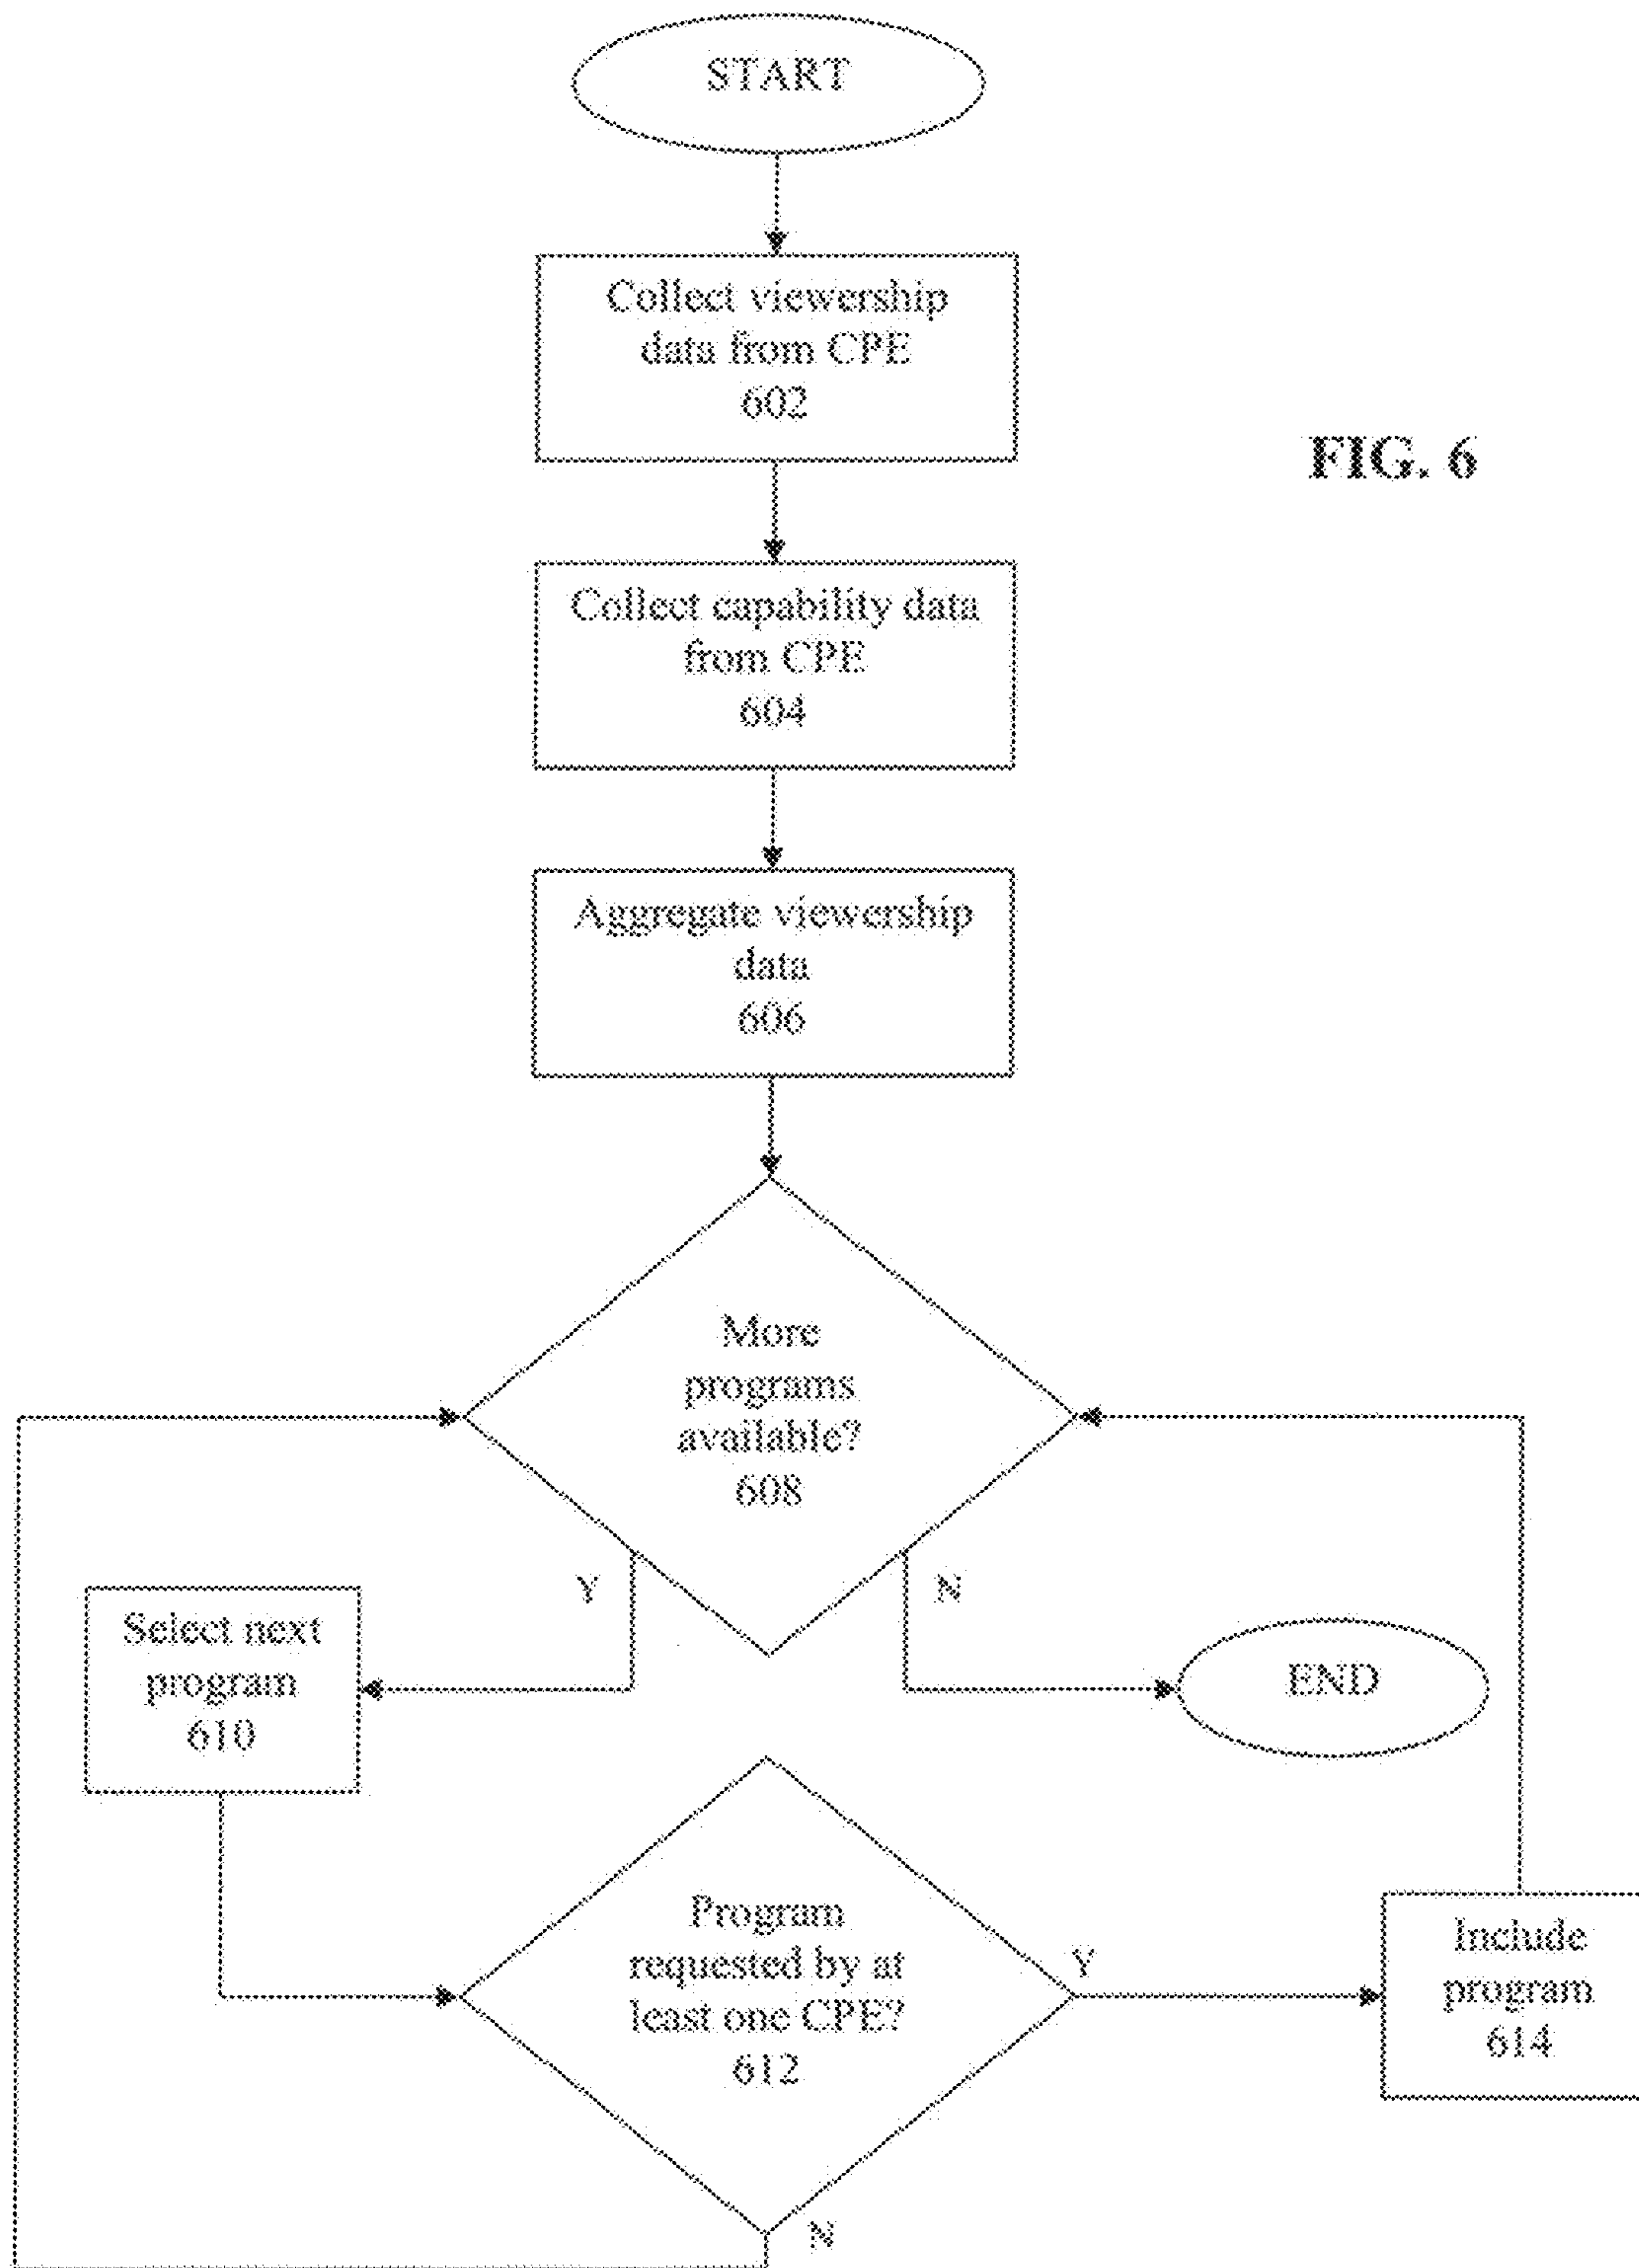 START
Collect viewership
data from CPE
602
FIG. 6
Collect capability data
from CPE
604
Aggregate viewership
data
606
More
programs
available?
608
Y
N
Select next
program
610
END
Program
requested by at
least one CPE?
612
Y
Include
program
614
N